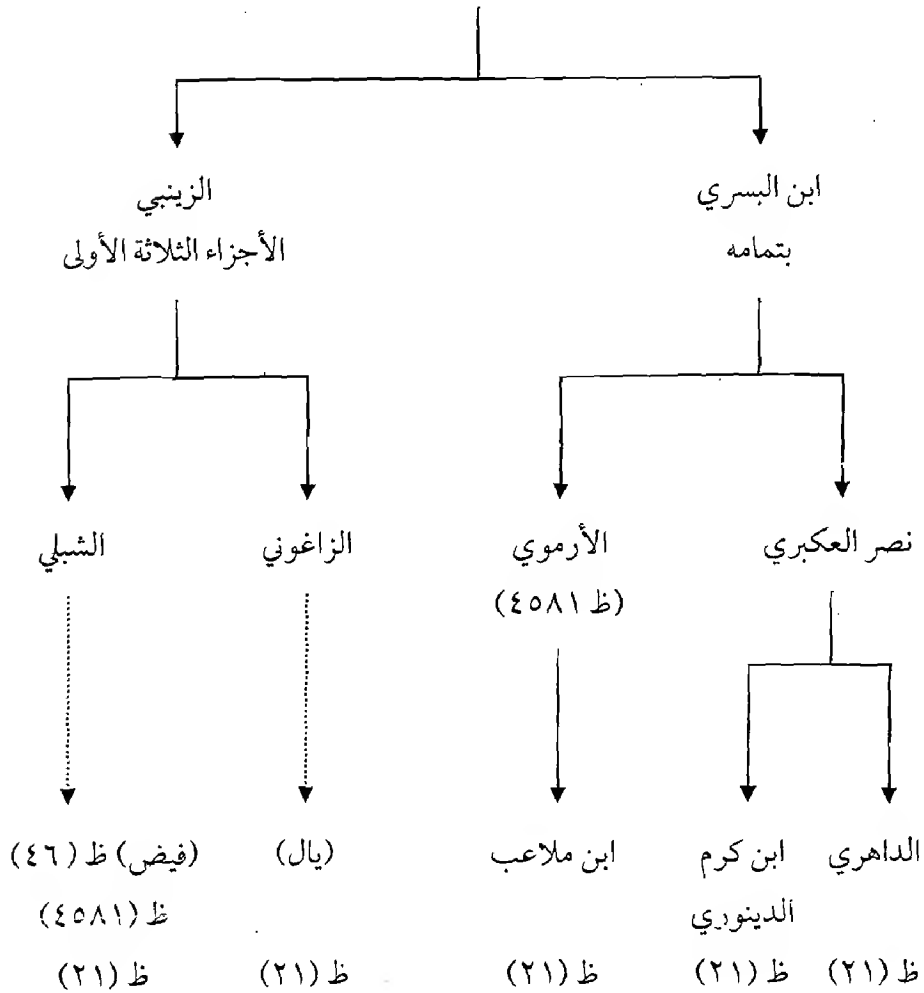 ابن البسري
بتمامه
الزينبي
الأجزاء الثلاثة الأولى
نصر العكبري
الأرموي
(ظ ٤٥٨١)
الزاغوني
الشبلي
الداهري
ظ (٢١)
ابن كرم
الدينوري
ظ (٢١)
ابن ملاعب
ظ (٢١)
(يال)
ظ (٢١)
(فيض) ظ (٤٦)
ظ (٤٥٨١)
ظ (٢١)